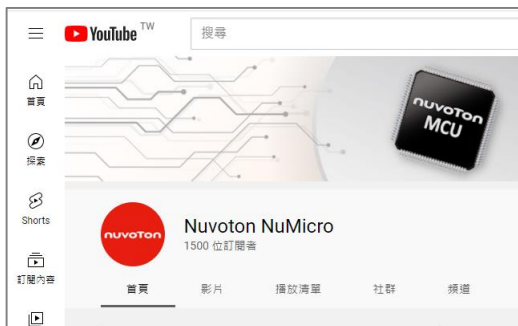 YouTube TW
搜尋
首頁
探索
Shorts
訂閱內容
nuvoTon
MCU
nuvoTon
Nuvoton NuMicro
1500 位訂閱者
首頁 影片 播放清單 社群 頻道